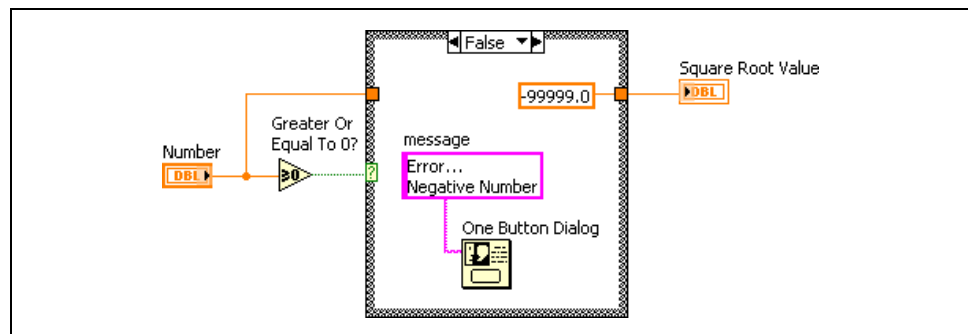 False
Square Root Value
-99999.0
DBL
Greater Or
Equal To 0?
message
Number
Error...
DBL
≥0
?
Negative Number
One Button Dialog